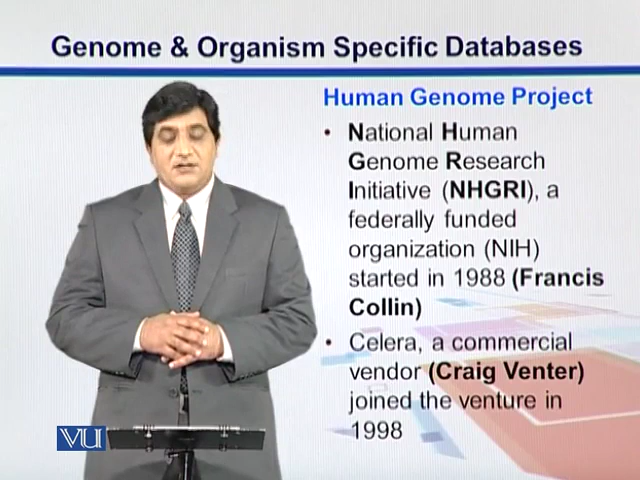 Genome & Organism Specific Databases
Human Genome Project
• National Human
Genome Research
Initiative (NHGRI), a
federally funded
organization (NIH)
started in 1988 (Francis
Collin)
• Celera, a commercial
vendor (Craig Venter)
joined the venture in
1998
VU